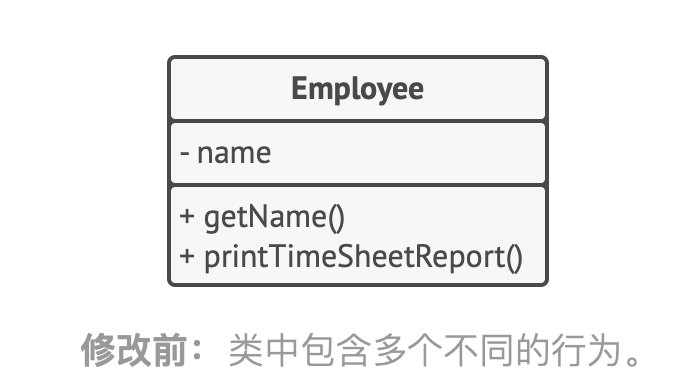 Employee
- name
+ getName()
+ printTimeSheetReport()
修改前：类中包含多个不同的行为。